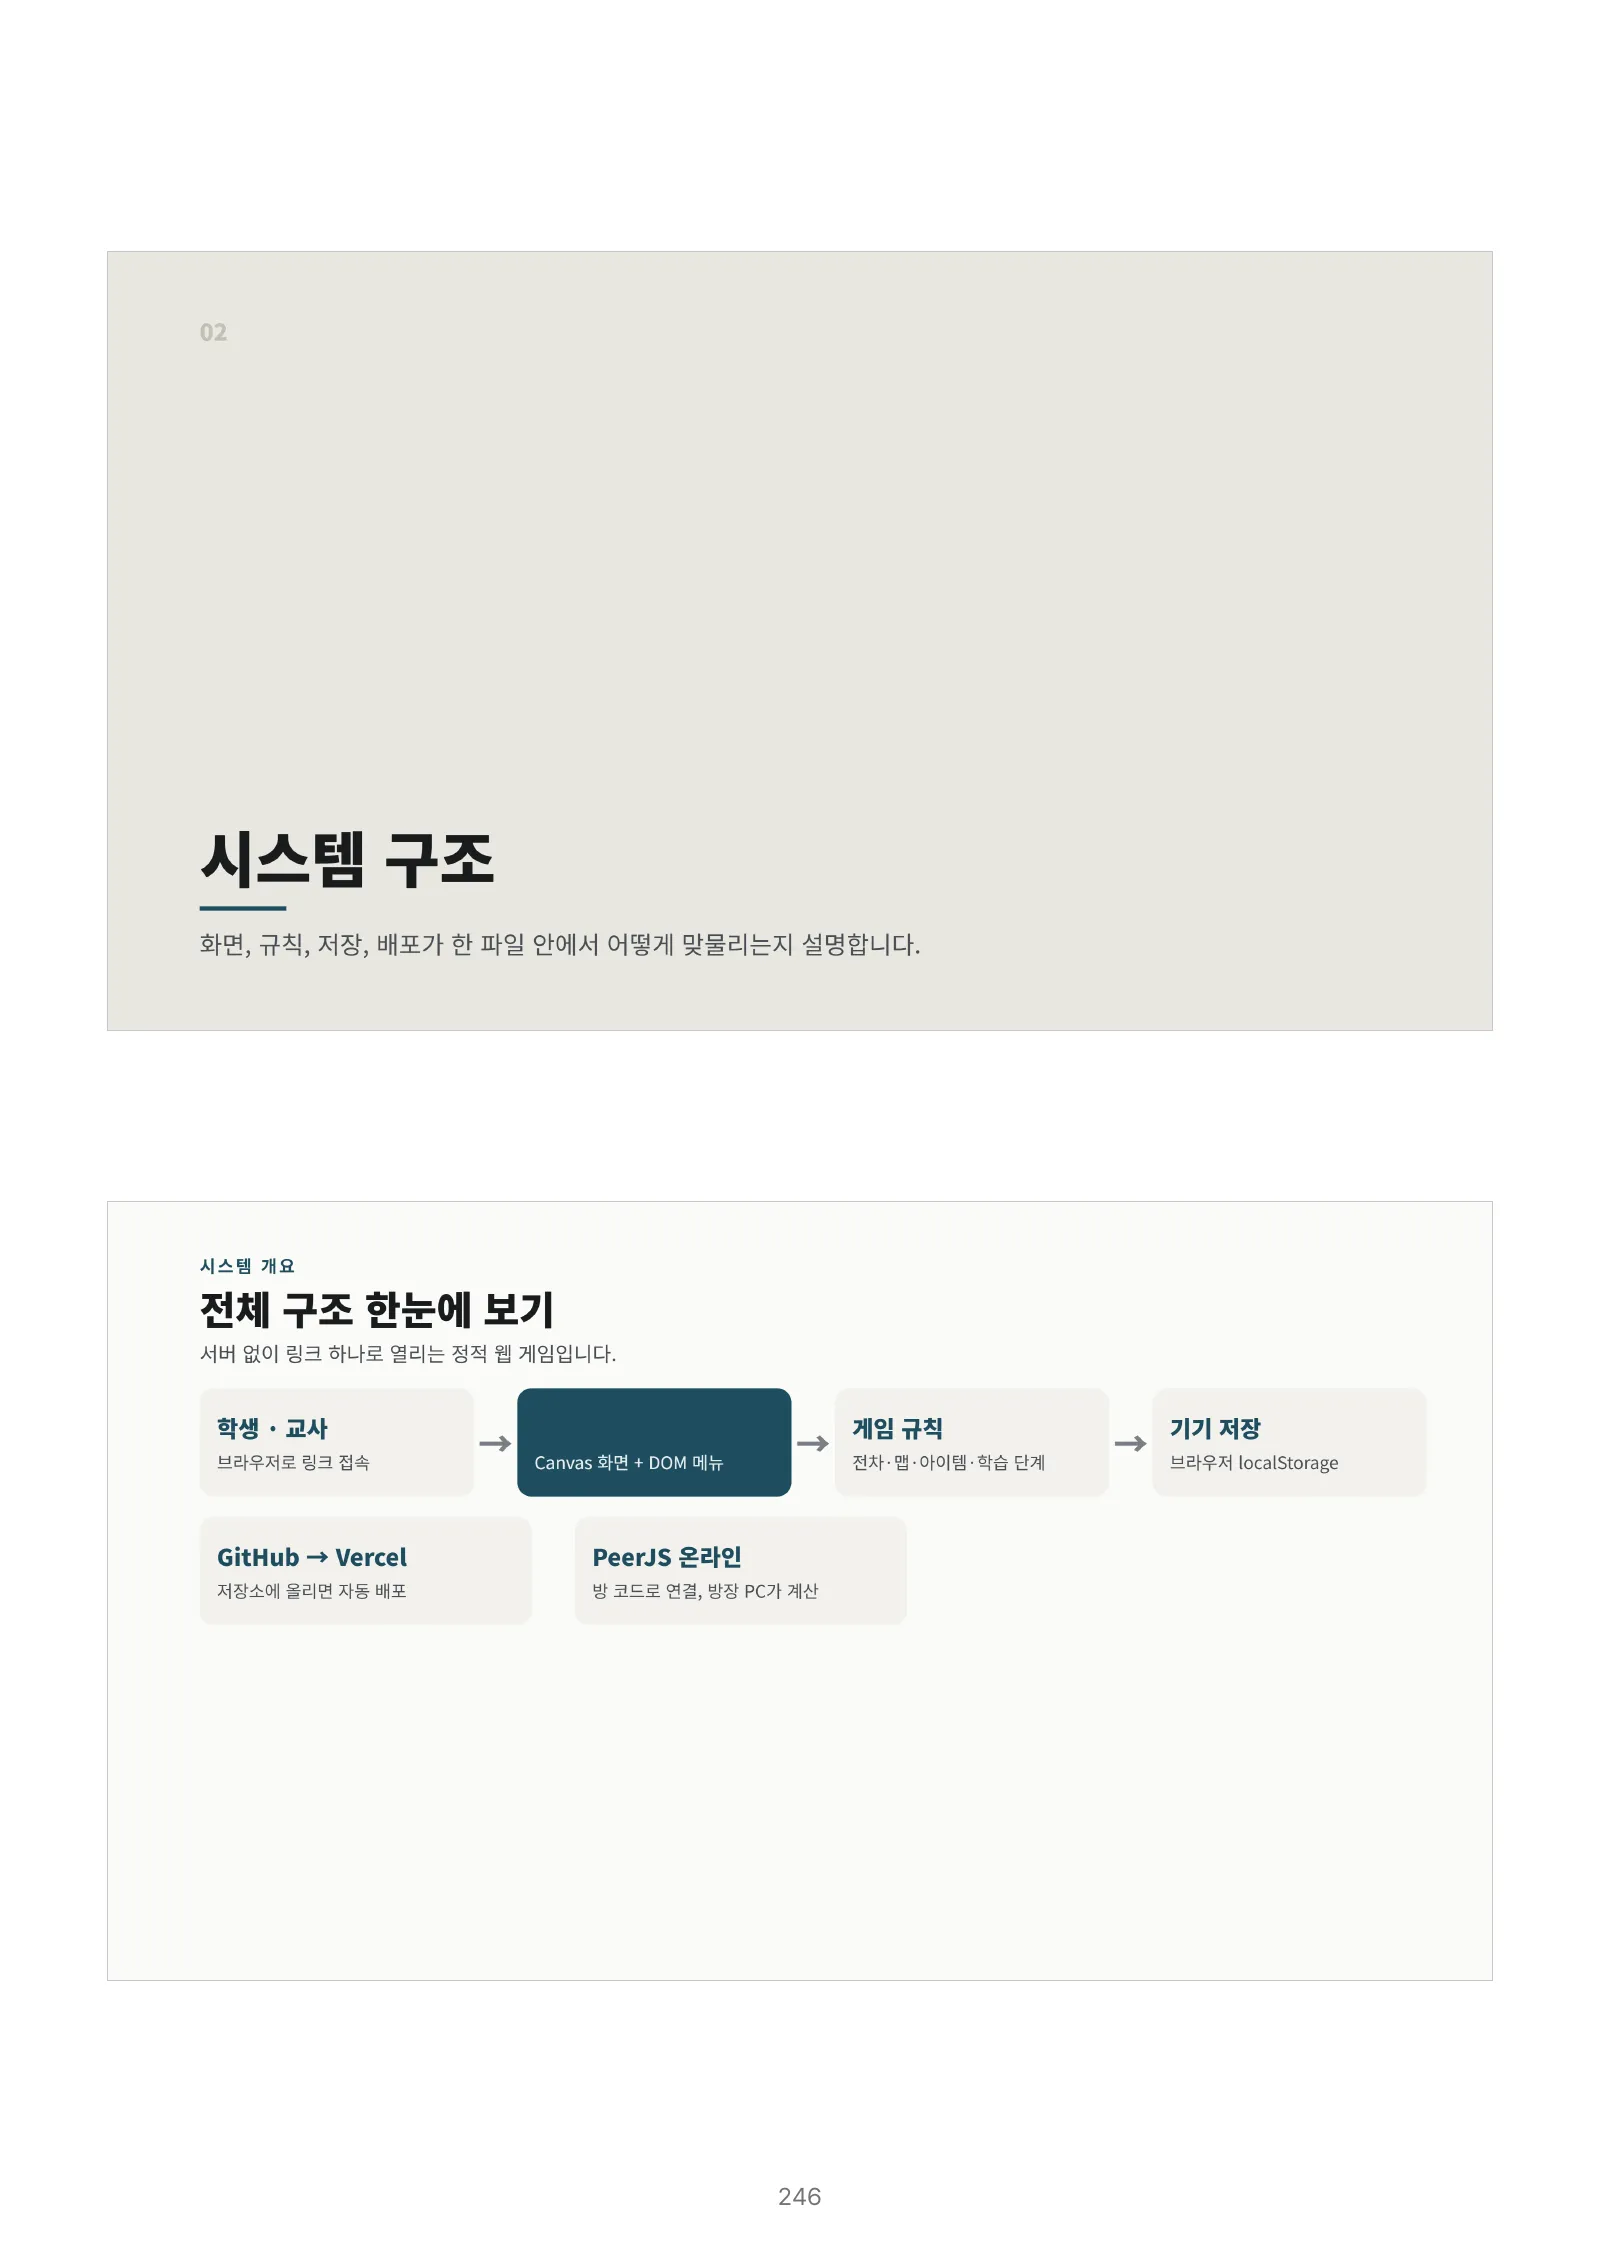 02
시스템 구조
화면, 규칙, 저장, 배포가 한 파일 안에서 어떻게 맞물리는지 설명합니다.
시스템 개요
전체 구조 한눈에 보기
서버 없이 링크 하나로 열리는 정적 웹 게임입니다.
학생 · 교사
브라우저로 링크 접속
→
Canvas 화면 + DOM 메뉴
→
게임 규칙
전차·맵·아이템·학습 단계
→
기기 저장
브라우저 localStorage
GitHub → Vercel
저장소에 올리면 자동 배포
PeerJS 온라인
방 코드로 연결, 방장 PC가 계산
246